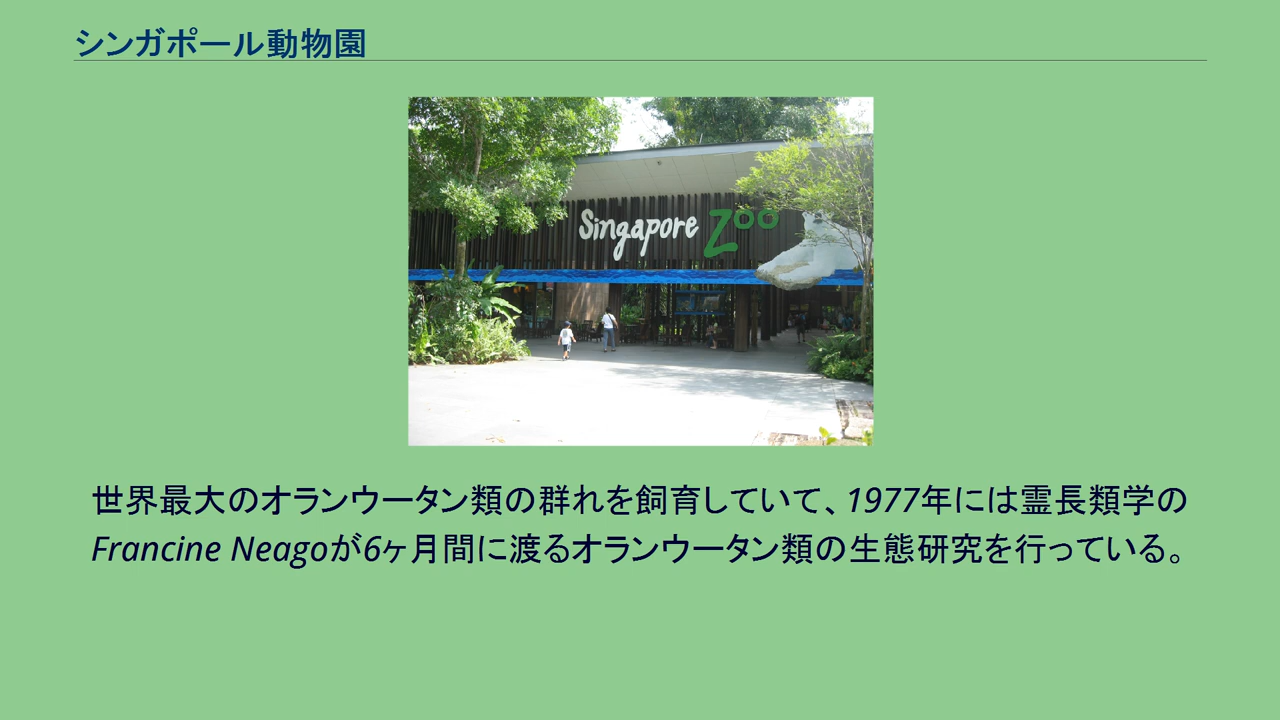 シンガポール動物園
Singapore Zoo
世界最大のオランウータン類の群れを飼育していて、1977年には霊長類学の
Francine Neagoが6ヶ月間に渡るオランウータン類の生態研究を行っている。